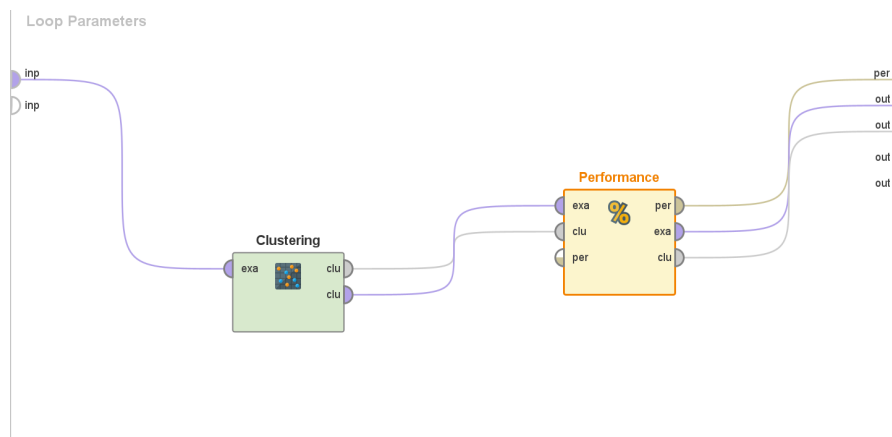 Loop Parameters
inp
inp
per
out
out
out
out
Clustering
exa
clu
clu
Performance
exa
clu
per
%
per
exa
clu